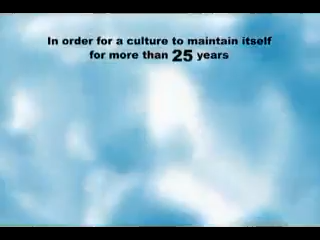 In order for a culture to maintain itself
for more than 25 years